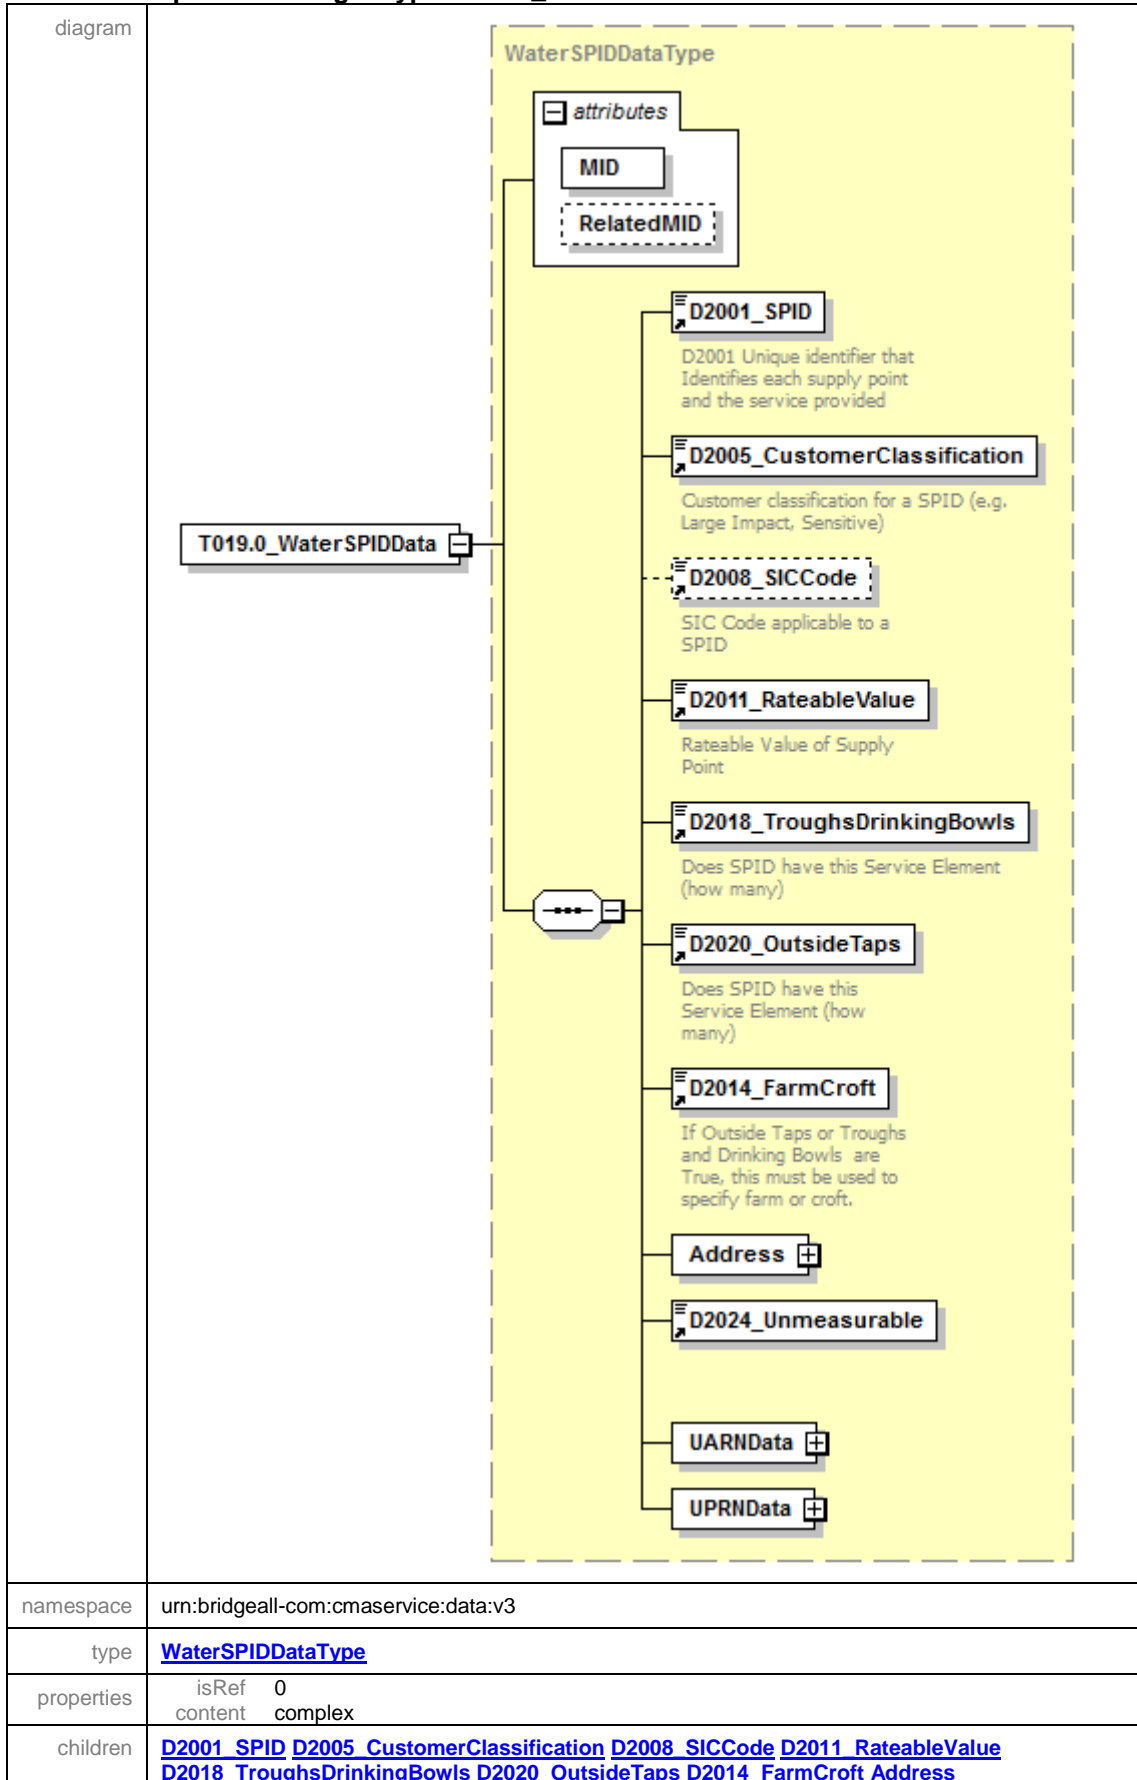 diagram
WaterSPIDDataType
attributes
MID
RelatedMID
D2001_SPID
D2001 Unique identifier that
Identifies each supply point
and the service provided
D2005_CustomerClassification
Customer classification for a SPID (e.g.
Large Impact, Sensitive)
T019.0_WaterSPIDData
D2008_SICCode
SIC Code applicable to a
SPID
D2011_RateableValue
Rateable Value of Supply
Point
D2018_TroughsDrinkingBowls
Does SPID have this Service Element
(how many)
D2020_OutsideTaps
Does SPID have this
Service Element (how
many)
D2014_FarmCroft
If Outside Taps or Troughs
and Drinking Bowls are
True, this must be used to
specify farm or croft.
Address
D2024_Unmeasurable
UARNData
UPRNData
namespace urn:bridgeall-com:cmaservice:data:v3
type WaterSPIDDataType
properties isRef 0
content complex
children D2001_SPID D2005_CustomerClassification D2008_SICCode D2011_RateableValue
D2018_TroughsDrinkingBowls D2020_OutsideTaps D2014_FarmCroft Address